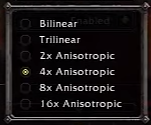 Bilinear
Trilinear
2x Anisotropic
4x Anisotropic
8x Anisotropic
16x Anisotropic